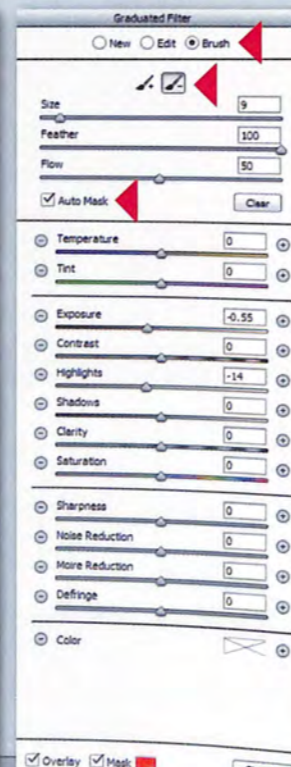 Graduated Filter
New Edit Brush
Size 9
Feather 100
Flow 50
Auto Mask Clear
Temperature 0
Tint 0
Exposure -0.55
Contrast 0
Highlights -14
Shadows 0
Clarity 0
Saturation 0
Sharpness 0
Noise Reduction 0
Moire Reduction 0
Defringe 0
Color
Overlay Mask